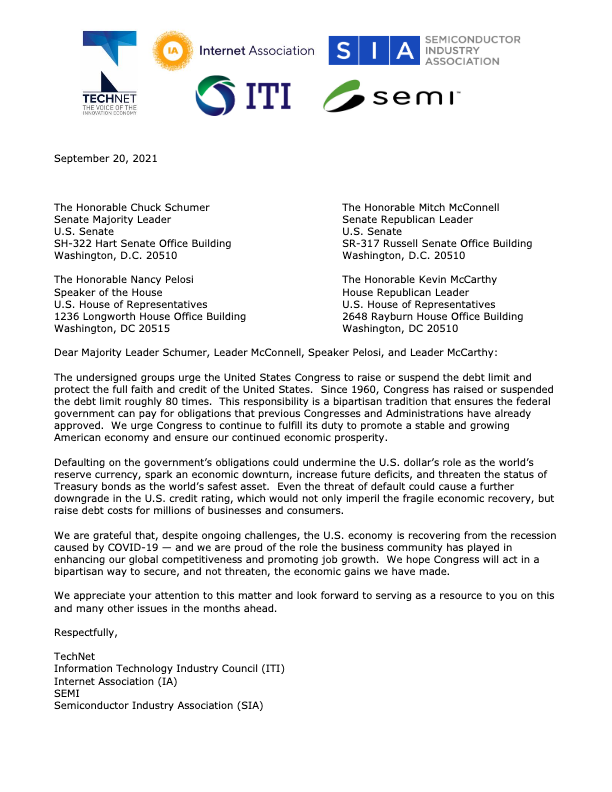 TECHNET
THE VOICE OF THE
INNOVATION ECONOMY
IA
Internet Association
SIA
SEMICONDUCTOR
INDUSTRY
ASSOCIATION
ITI
semi
September 20, 2021
The Honorable Chuck Schumer
Senate Majority Leader
U.S. Senate
SH-322 Hart Senate Office Building
Washington, D.C. 20510
The Honorable Mitch McConnell
Senate Republican Leader
U.S. Senate
SR-317 Russell Senate Office Building
Washington, D.C. 20510
The Honorable Nancy Pelosi
Speaker of the House
U.S. House of Representatives
1236 Longworth House Office Building
Washington, DC 20515
The Honorable Kevin McCarthy
House Republican Leader
U.S. House of Representatives
2648 Rayburn House Office Building
Washington, DC 20510
Dear Majority Leader Schumer, Leader McConnell, Speaker Pelosi, and Leader McCarthy:
The undersigned groups urge the United States Congress to raise or suspend the debt limit and
protect the full faith and credit of the United States.  Since 1960, Congress has raised or suspended
the debt limit roughly 80 times.  This responsibility is a bipartisan tradition that ensures the federal
government can pay for obligations that previous Congresses and Administrations have already
approved.  We urge Congress to continue to fulfill its duty to promote a stable and growing
American economy and ensure our continued economic prosperity.
Defaulting on the government’s obligations could undermine the U.S. dollar’s role as the world’s
reserve currency, spark an economic downturn, increase future deficits, and threaten the status of
Treasury bonds as the world’s safest asset.  Even the threat of default could cause a further
downgrade in the U.S. credit rating, which would not only imperil the fragile economic recovery, but
raise debt costs for millions of businesses and consumers.
We are grateful that, despite ongoing challenges, the U.S. economy is recovering from the recession
caused by COVID-19 — and we are proud of the role the business community has played in
enhancing our global competitiveness and promoting job growth.  We hope Congress will act in a
bipartisan way to secure, and not threaten, the economic gains we have made.
We appreciate your attention to this matter and look forward to serving as a resource to you on this
and many other issues in the months ahead.
Respectfully,
TechNet
Information Technology Industry Council (ITI)
Internet Association (IA)
SEMI
Semiconductor Industry Association (SIA)